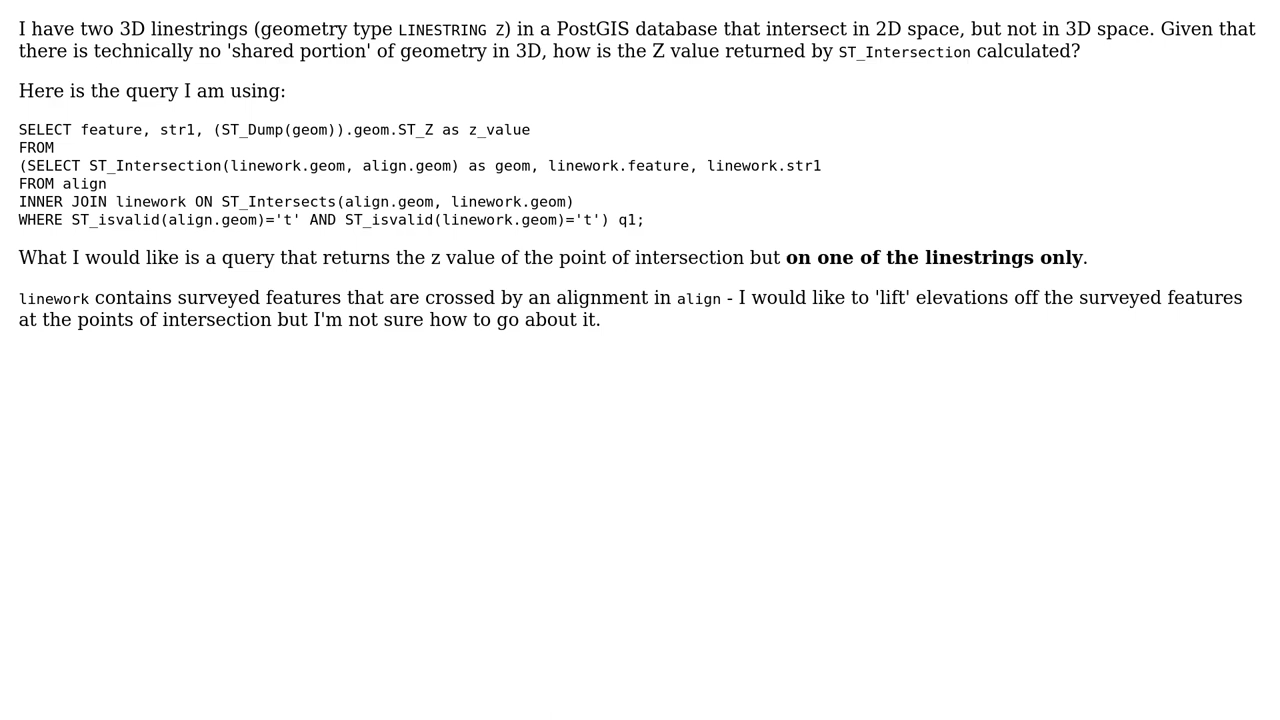 I have two 3D linestrings (geometry type LINESTRING Z) in a PostGIS database that intersect in 2D space, but not in 3D space. Given that
there is technically no 'shared portion' of geometry in 3D, how is the Z value returned by ST_Intersection calculated?
Here is the query I am using:
SELECT feature, str1, (ST_Dump(geom)).geom.ST_Z as z_value
FROM
(SELECT ST_Intersection(linework.geom, align.geom) as geom, linework.feature, linework.str1
FROM align
INNER JOIN linework ON ST_Intersects(align.geom, linework.geom)
WHERE ST_isvalid(align.geom)='t' AND ST_isvalid(linework.geom)='t') q1;
What I would like is a query that returns the z value of the point of intersection but on one of the linestrings only.
linework contains surveyed features that are crossed by an alignment in align - I would like to 'lift' elevations off the surveyed features
at the points of intersection but I'm not sure how to go about it.